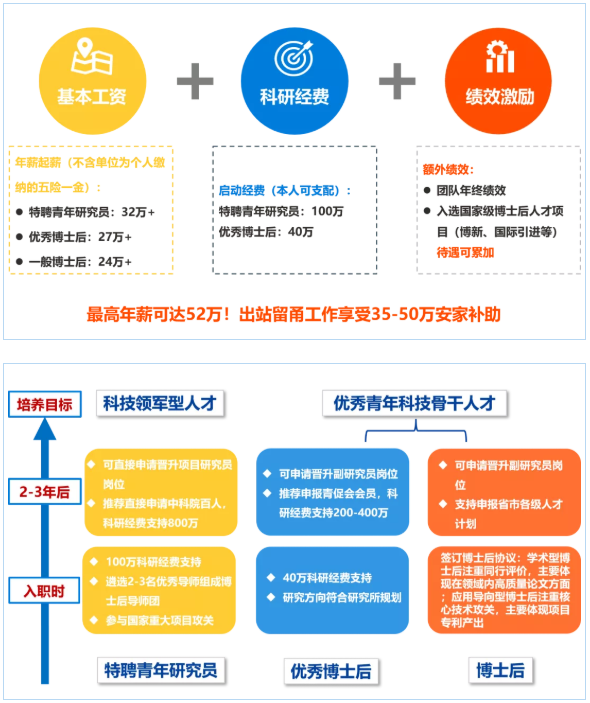 基本工资
科研经费
绩效激励
年薪起薪（不含单位为个人缴
纳的五险一金）：
特聘青年研究员：32万+
优秀博士后：27万+
一般博士后：24万+
启动经费（本人可支配）：
特聘青年研究员：100万
优秀博士后：40万
额外绩效：
团队年终绩效
入选国家级博士后人才项
目（博新、国际引进等）
待遇可累加
最高年薪可达52万！出站留甬工作享受35-50万安家补助
培养目标
科技领军型人才
优秀青年科技骨干人才
2-3年后
可直接申请晋升项目研究员
岗位
推荐直接申请中科院百人，
科研经费支持800万
可申请晋升副研究员岗位
推荐申报青促会会员，科
研经费支持200-400万
可申请晋升副研究员岗
位
支持申报省市各级人才
计划
入职时
100万科研经费支持
遴选2-3名优秀导师组成博
士后导师团
参与国家重大项目攻关
40万科研经费支持
研究方向符合研究所规划
签订博士后协议：学术型博
士后注重同行评价，主要体
现在领域内高质量论文方面
；应用导向型博士后注重核
心技术攻关，主要体现项目
专利产出
特聘青年研究员
优秀博士后
博士后